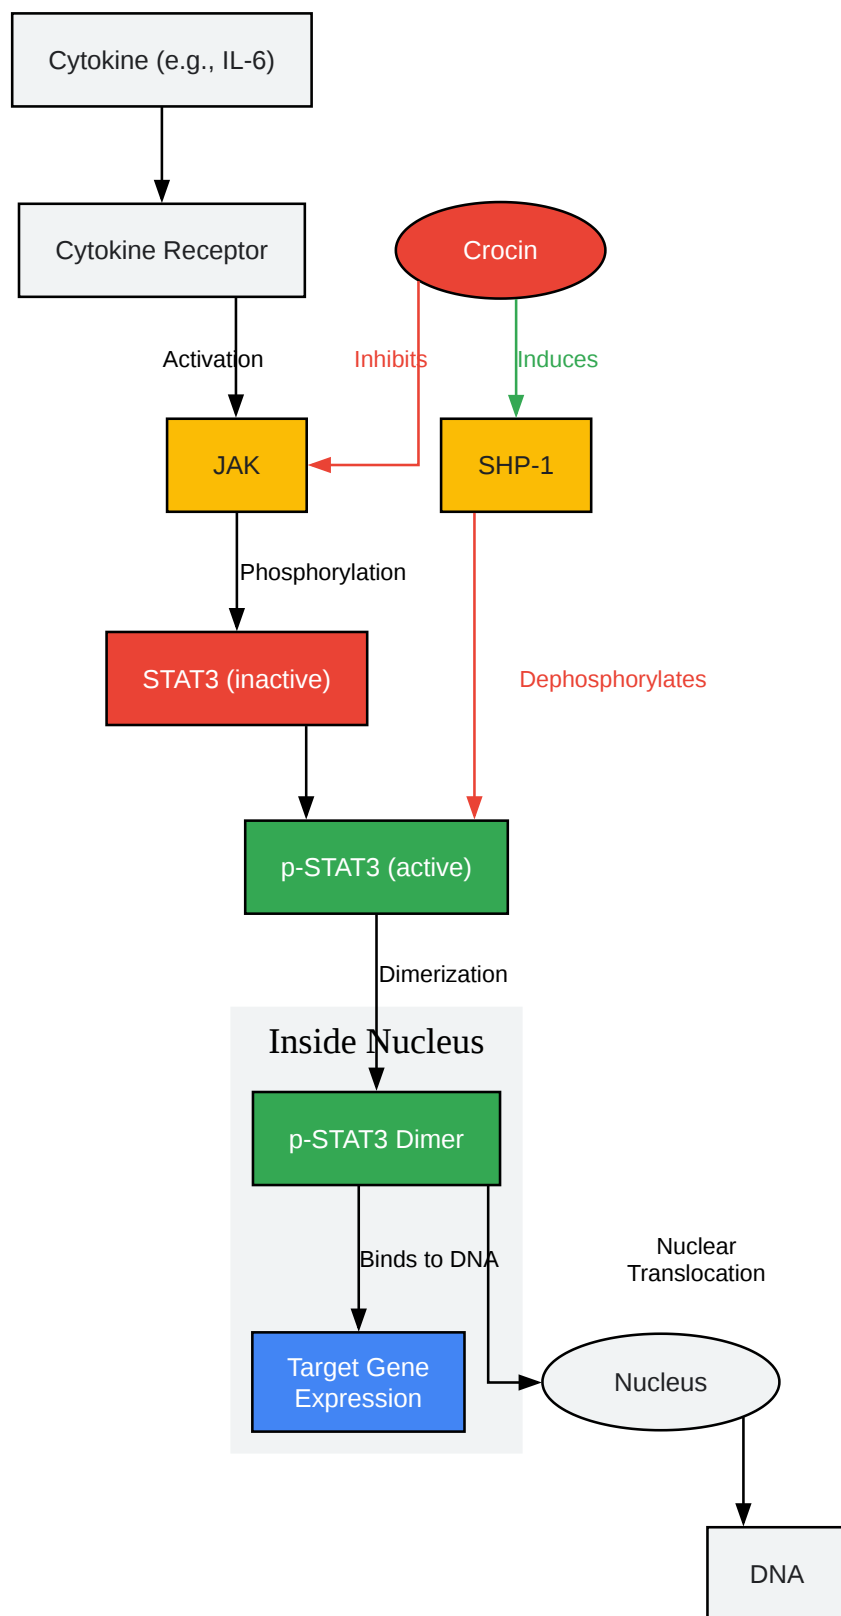 Cytokine (e.g., IL-6)
Cytokine Receptor
Crocin
Activation
Inhibits
Induces
JAK
SHP-1
Phosphorylation
STAT3 (inactive)
Dephosphorylates
p-STAT3 (active)
Dimerization
Inside Nucleus
p-STAT3 Dimer
Binds to DNA
Nuclear
Translocation
Target Gene
Expression
Nucleus
DNA